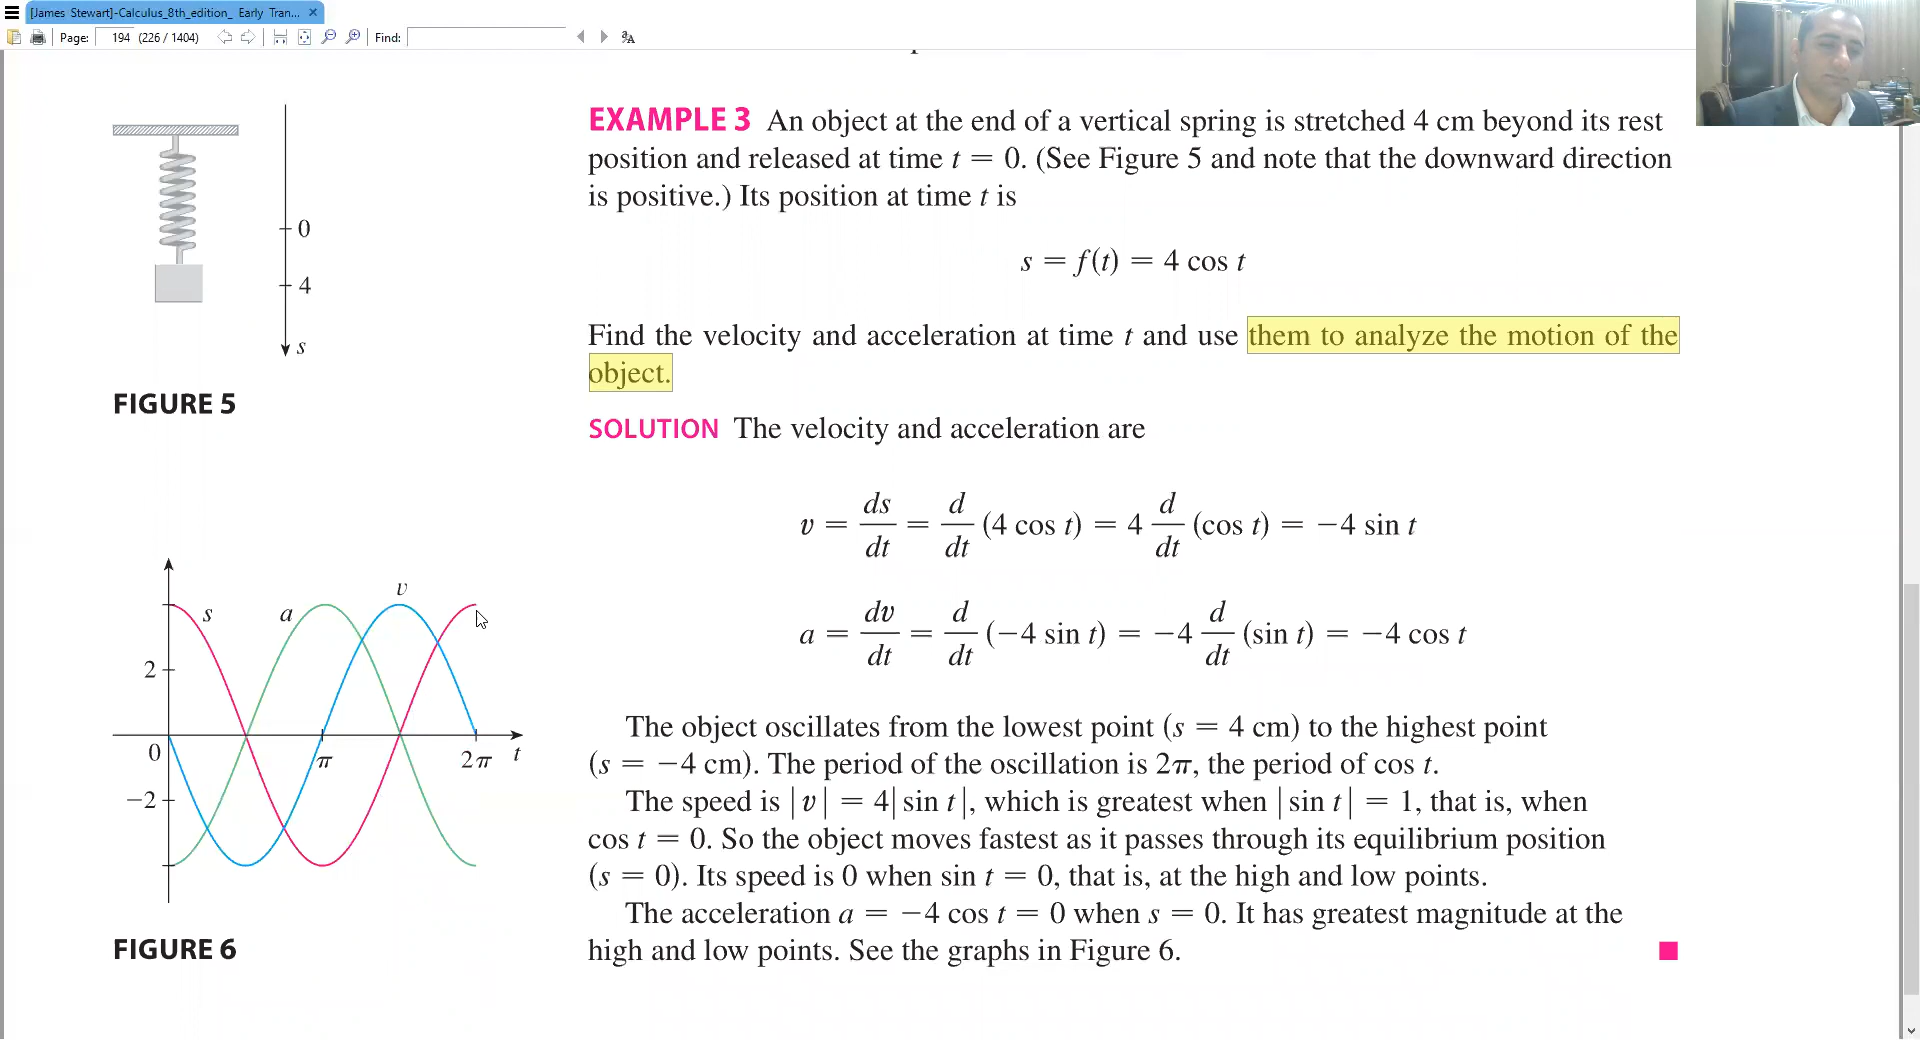 [James Stewart]-Calculus_8th_edition_ Early Tran... ×
Page: 194 (226 / 1404) Find:
EXAMPLE 3 An object at the end of a vertical spring is stretched 4 cm beyond its rest
position and released at time t = 0. (See Figure 5 and note that the downward direction
is positive.) Its position at time t is
s = f(t) = 4 cos t
Find the velocity and acceleration at time t and use them to analyze the motion of the
object.
0
4
s
FIGURE 5
SOLUTION The velocity and acceleration are
v = ds/dt = d/dt (4 cos t) = 4 d/dt (cos t) = −4 sin t
a = dv/dt = d/dt (−4 sin t) = −4 d/dt (sin t) = −4 cos t
The object oscillates from the lowest point (s = 4 cm) to the highest point
(s = −4 cm). The period of the oscillation is 2π, the period of cos t.
The speed is |v| = 4|sin t|, which is greatest when |sin t| = 1, that is, when
cos t = 0. So the object moves fastest as it passes through its equilibrium position
(s = 0). Its speed is 0 when sin t = 0, that is, at the high and low points.
The acceleration a = −4 cos t = 0 when s = 0. It has greatest magnitude at the
high and low points. See the graphs in Figure 6.
s a v
2
0 π 2π t
−2
FIGURE 6